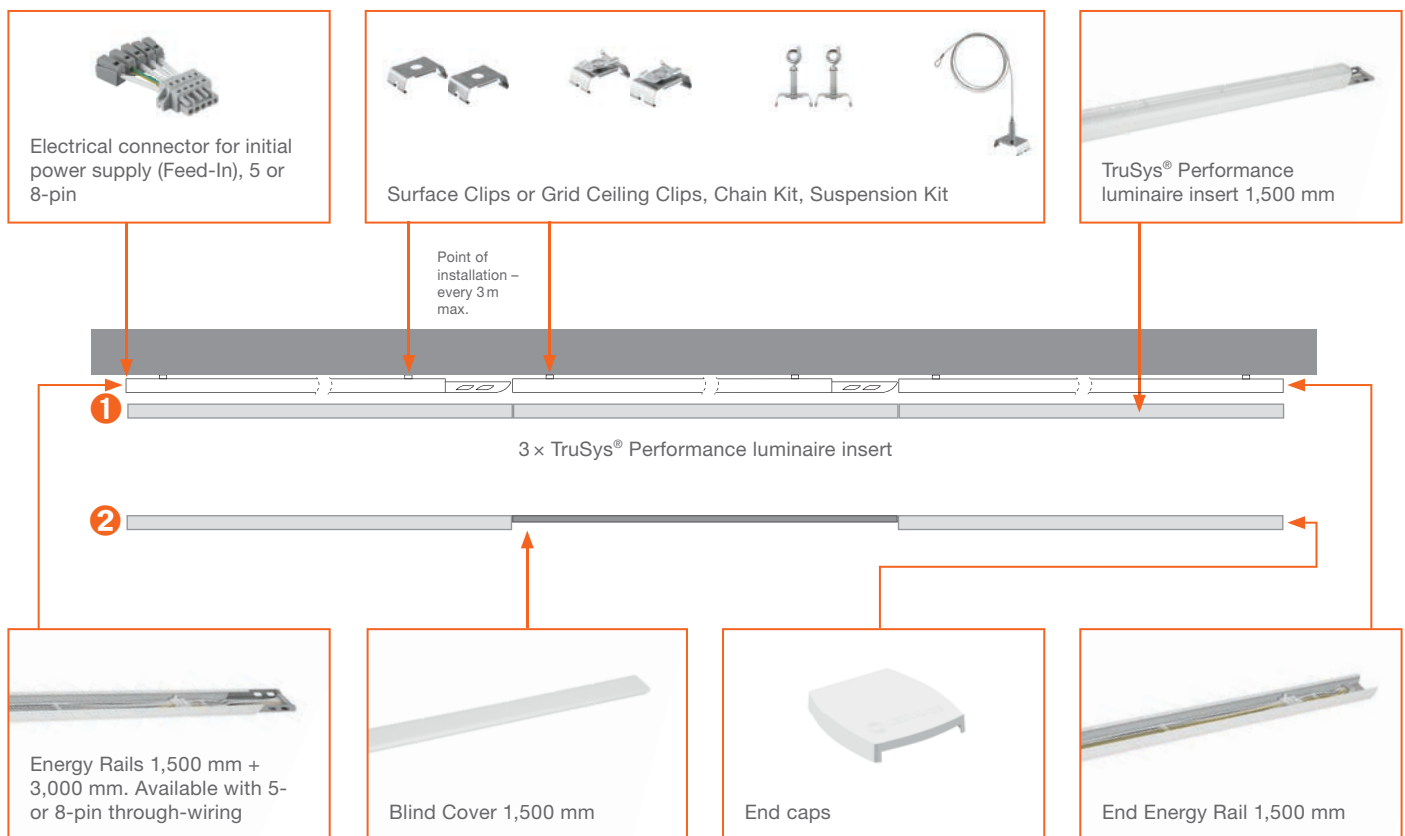 Electrical connector for initial
power supply (Feed-In), 5 or
8-pin
Surface Clips or Grid Ceiling Clips, Chain Kit, Suspension Kit
TruSys® Performance
luminaire insert 1,500 mm
Point of
installation –
every 3 m
max.
1
3 × TruSys® Performance luminaire insert
2
Energy Rails 1,500 mm +
3,000 mm. Available with 5-
or 8-pin through-wiring
Blind Cover 1,500 mm
End caps
End Energy Rail 1,500 mm